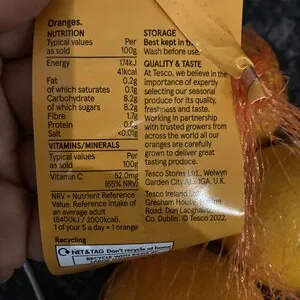 Oranges.
NUTRITION
Typical values Per
as sold 100g
Energy 174kJ
41kcal
Fat 0.2g
of which saturates 0.1g
Carbohydrate 8.2g
of which sugars 8.2g
Fibre 1.7g
Protein
Salt <0.01g
VITAMINS/MINERALS
Typical values Per
as sold 100g
Vitamin C 52.0mg
(65% NRV)
NRV = Nutrient Reference
Value. Reference intake of
an average adult
(8400kJ / 2000kcal.
1 of your 5 a day = 1 orange
Recycling
NET&TAG Don't recycle at home
STORAGE
Best kept in
Wash before use.
QUALITY & TASTE
At Tesco, we believe in the
importance of expertly
selecting our seasonal
produce for its quality,
freshness and taste.
Working in partnership
with trusted growers from
across the world all our
oranges are carefully
grown to deliver great
tasting produce.
Tesco Stores Ltd., Welwyn
Garden City AL7 1GA, U.K.
Tesco Ireland
Gresham House, Marine
Road, Dun Laoghaire,
Co. Dublin. © Tesco 2022.